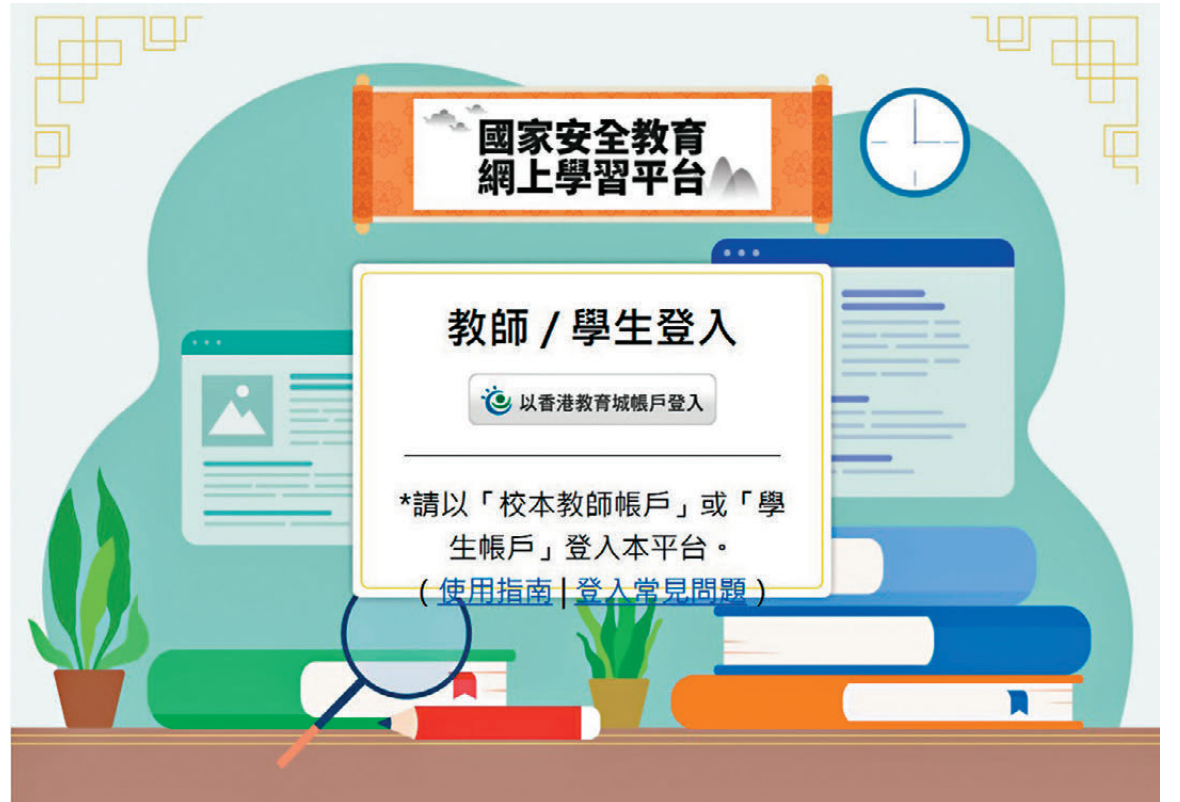 國家安全教育
網上學習平台
教師 / 學生登入
以香港教育城帳戶登入
*請以「校本教師帳戶」或「學
生帳戶」登入本平台。
( 使用指南 | 登入常見問題 )